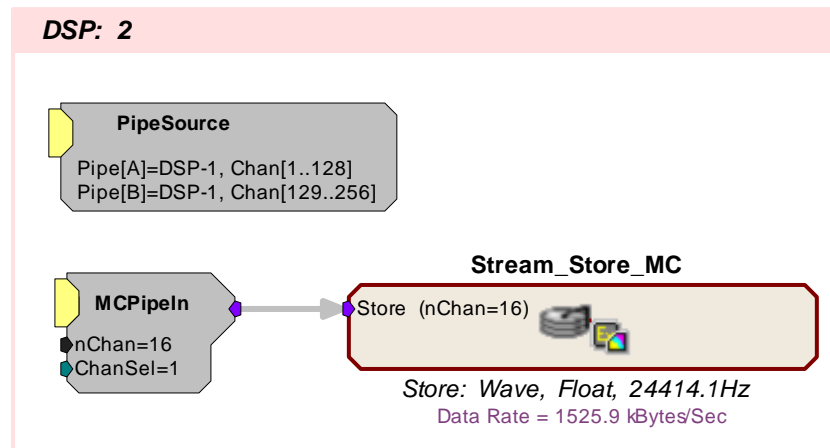 DSP: 2
PipeSource
Pipe[A]=DSP-1, Chan[1..128]
Pipe[B]=DSP-1, Chan[129..256]
Stream_Store_MC
MCPipeIn
nChan=16
ChanSel=1
Store (nChan=16)
Store: Wave, Float, 24414.1Hz
Data Rate = 1525.9 kBytes/Sec